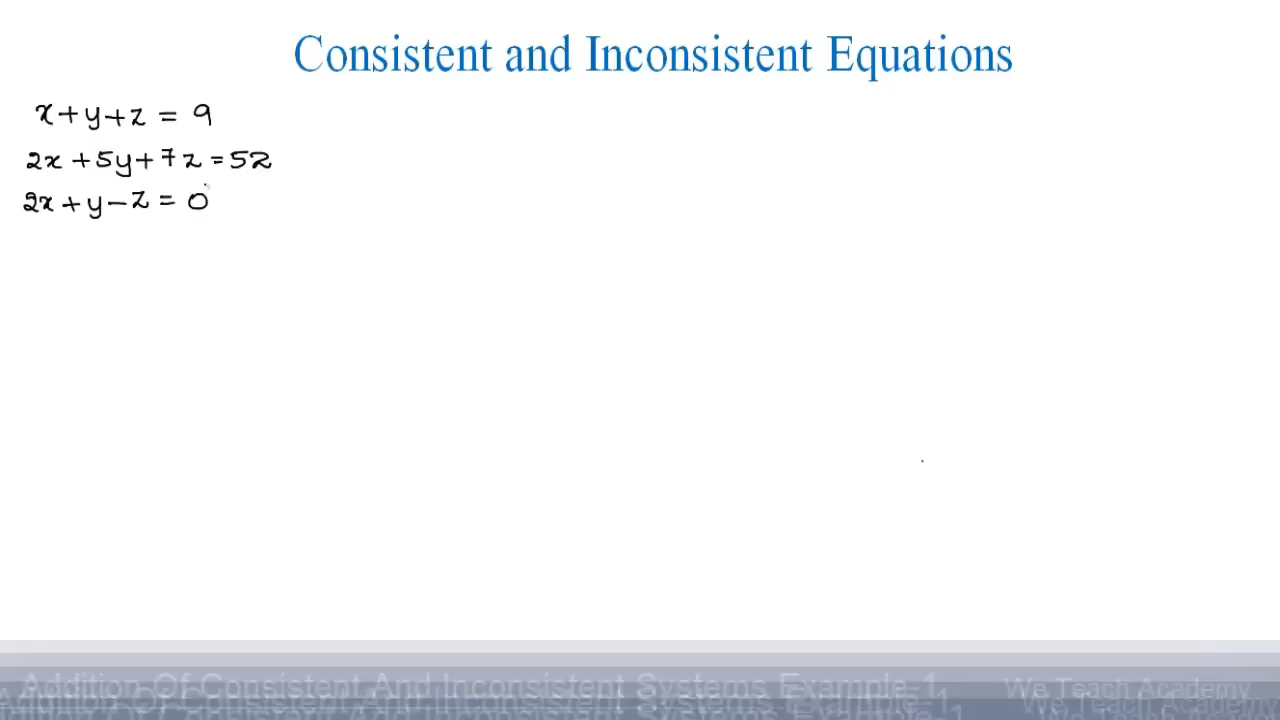 Consistent and Inconsistent Equations
x+y+z = 9
2x+5y+7z=52
2x+y-z=0
Addition Of Consistent And Inconsistent Systems Example 1
We Teach Academy